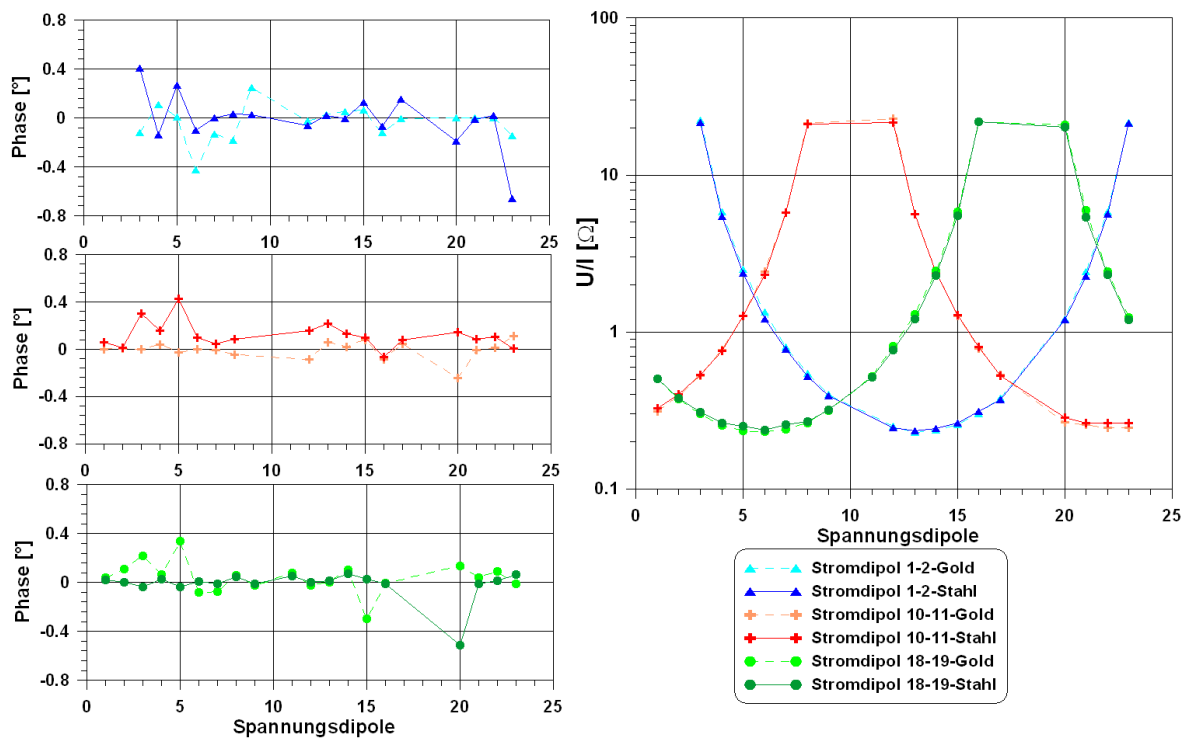 Phase [°]
0.8
0.4
0
-0.4
-0.8
0 5 10 15 20 25
Phase [°]
0.8
0.4
0
-0.4
-0.8
0 5 10 15 20 25
Phase [°]
0.8
0.4
0
-0.4
-0.8
0 5 10 15 20 25
Spannungsdipole
U/I [Ω]
100
10
1
0.1
0 5 10 15 20 25
Spannungsdipole
Stromdipol 1-2-Gold
Stromdipol 1-2-Stahl
Stromdipol 10-11-Gold
Stromdipol 10-11-Stahl
Stromdipol 18-19-Gold
Stromdipol 18-19-Stahl